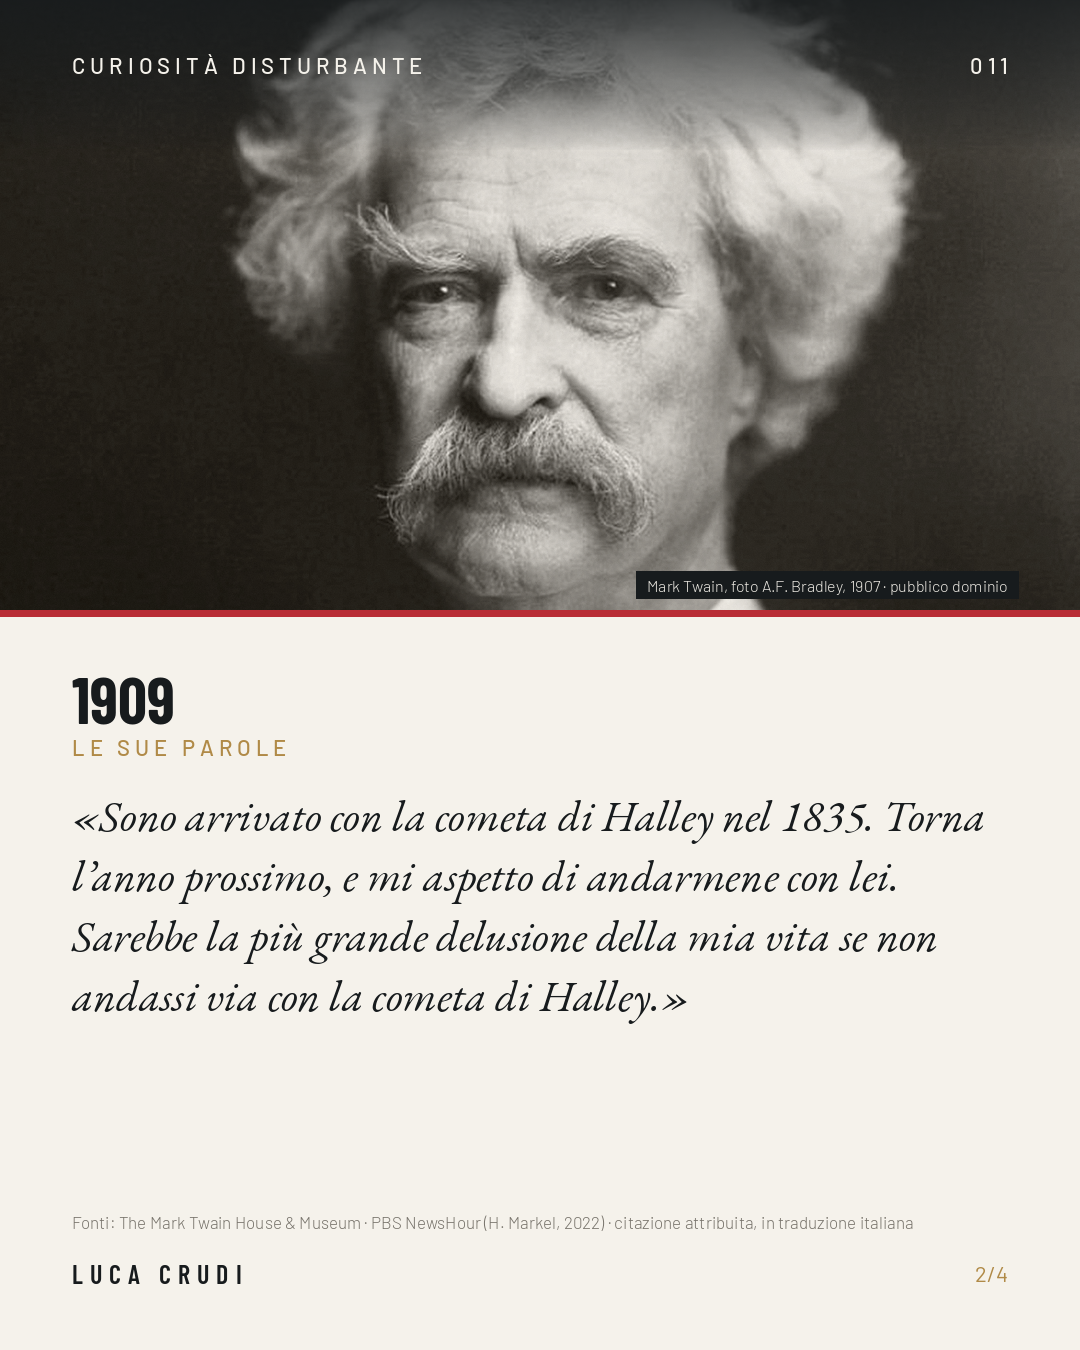 CURIOSITÀ DISTURBANTE
011
Mark Twain, foto A.F. Bradley, 1907 · pubblico dominio
1909
LE SUE PAROLE
«Sono arrivato con la cometa di Halley nel 1835. Torna
l’anno prossimo, e mi aspetto di andarmene con lei.
Sarebbe la più grande delusione della mia vita se non
andassi via con la cometa di Halley.»
Fonti: The Mark Twain House & Museum · PBS NewsHour (H. Markel, 2022) · citazione attribuita, in traduzione italiana
LUCA CRUDI
2/4